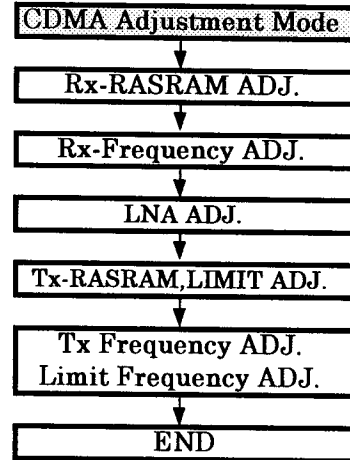 CDMA Adjustment Mode
Rx-RASRAM ADJ.
Rx-Frequency ADJ.
LNA ADJ.
Tx-RASRAM,LIMIT ADJ.
Tx Frequency ADJ.
Limit Frequency ADJ.
END